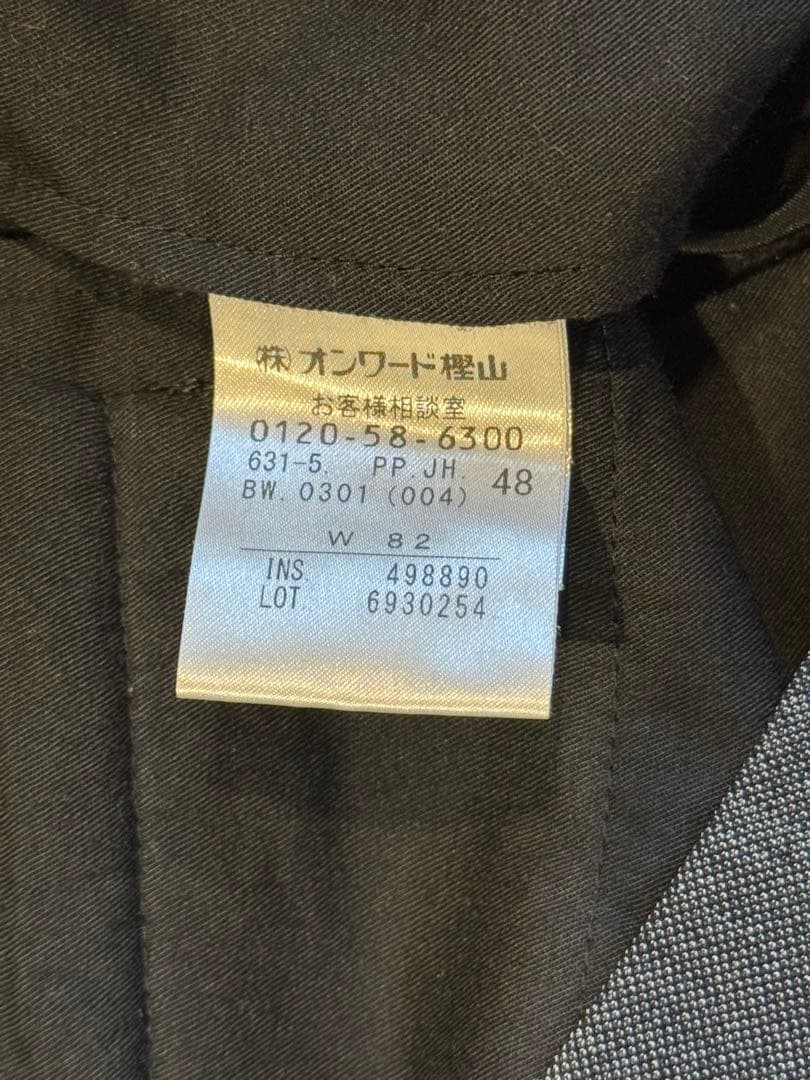 ㈱オンワード樫山
お客様相談室
0120-58-6300
631-5. PP.JH. 48
BW. 0301 (004)
W 82
INS 498890
LOT. 6930254